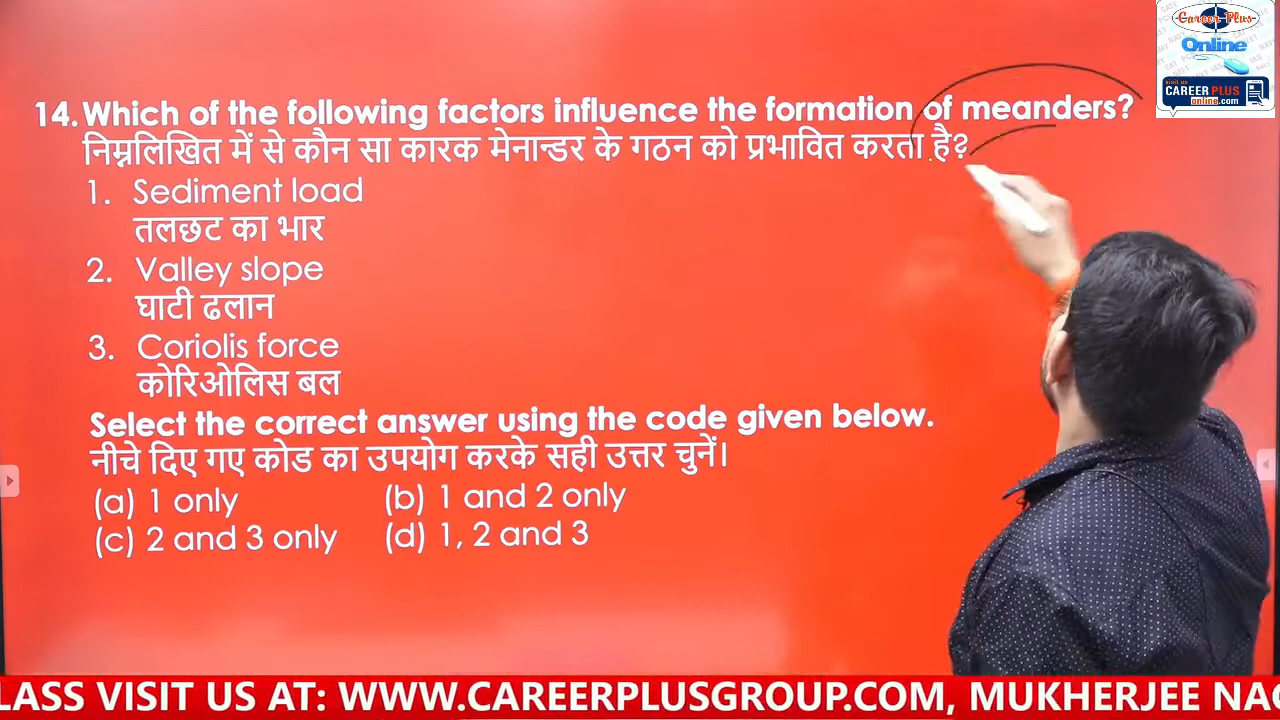 Career Plus
Online
visit us
CAREER PLUS
online.com
14. Which of the following factors influence the formation of meanders?
निम्नलिखित में से कौन सा कारक मेनान्डर के गठन को प्रभावित करता है?
1. Sediment load
तलछट का भार
2. Valley slope
घाटी ढलान
3. Coriolis force
कोरिओलिस बल
Select the correct answer using the code given below.
नीचे दिए गए कोड का उपयोग करके सही उत्तर चुनें।
(a) 1 only (b) 1 and 2 only
(c) 2 and 3 only (d) 1, 2 and 3
LASS VISIT US AT: WWW.CAREERPLUSGROUP.COM, MUKHERJEE NAG